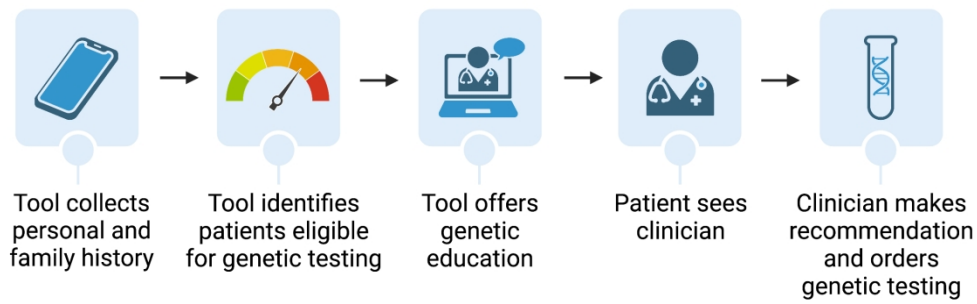 Tool collects
personal and
family history
Tool identifies
patients eligible
for genetic testing
Tool offers
genetic
education
Patient sees
clinician
Clinician makes
recommendation
and orders
genetic testing